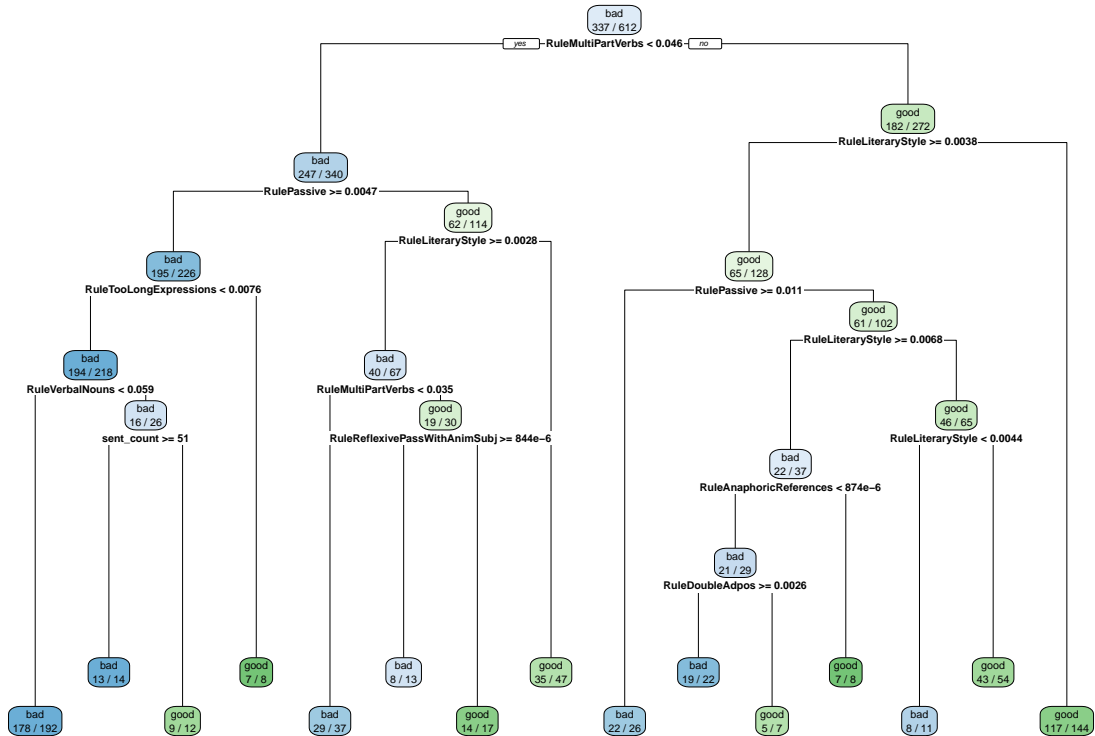 bad
337 / 612
yes RuleMultiPartVerbs < 0.046 no
good
182 / 272
RuleLiteraryStyle >= 0.0038
bad
247 / 340
RulePassive >= 0.0047
good
62 / 114
RuleLiteraryStyle >= 0.0028
bad
195 / 226
RuleTooLongExpressions < 0.0076
good
65 / 128
RulePassive >= 0.011
good
61 / 102
RuleLiteraryStyle >= 0.0068
bad
194 / 218
RuleVerbalNouns < 0.059
bad
40 / 67
RuleMultiPartVerbs < 0.035
bad
16 / 26
sent_count >= 51
good
19 / 30
RuleReflexivePassWithAnimSubj >= 844e−6
good
46 / 65
RuleLiteraryStyle < 0.0044
bad
22 / 37
RuleAnaphoricReferences < 874e−6
bad
21 / 29
RuleDoubleAdpos >= 0.0026
bad
13 / 14
good
7 / 8
bad
8 / 13
good
35 / 47
bad
19 / 22
good
7 / 8
good
43 / 54
bad
178 / 192
good
9 / 12
bad
29 / 37
good
14 / 17
bad
22 / 26
good
5 / 7
bad
8 / 11
good
117 / 144